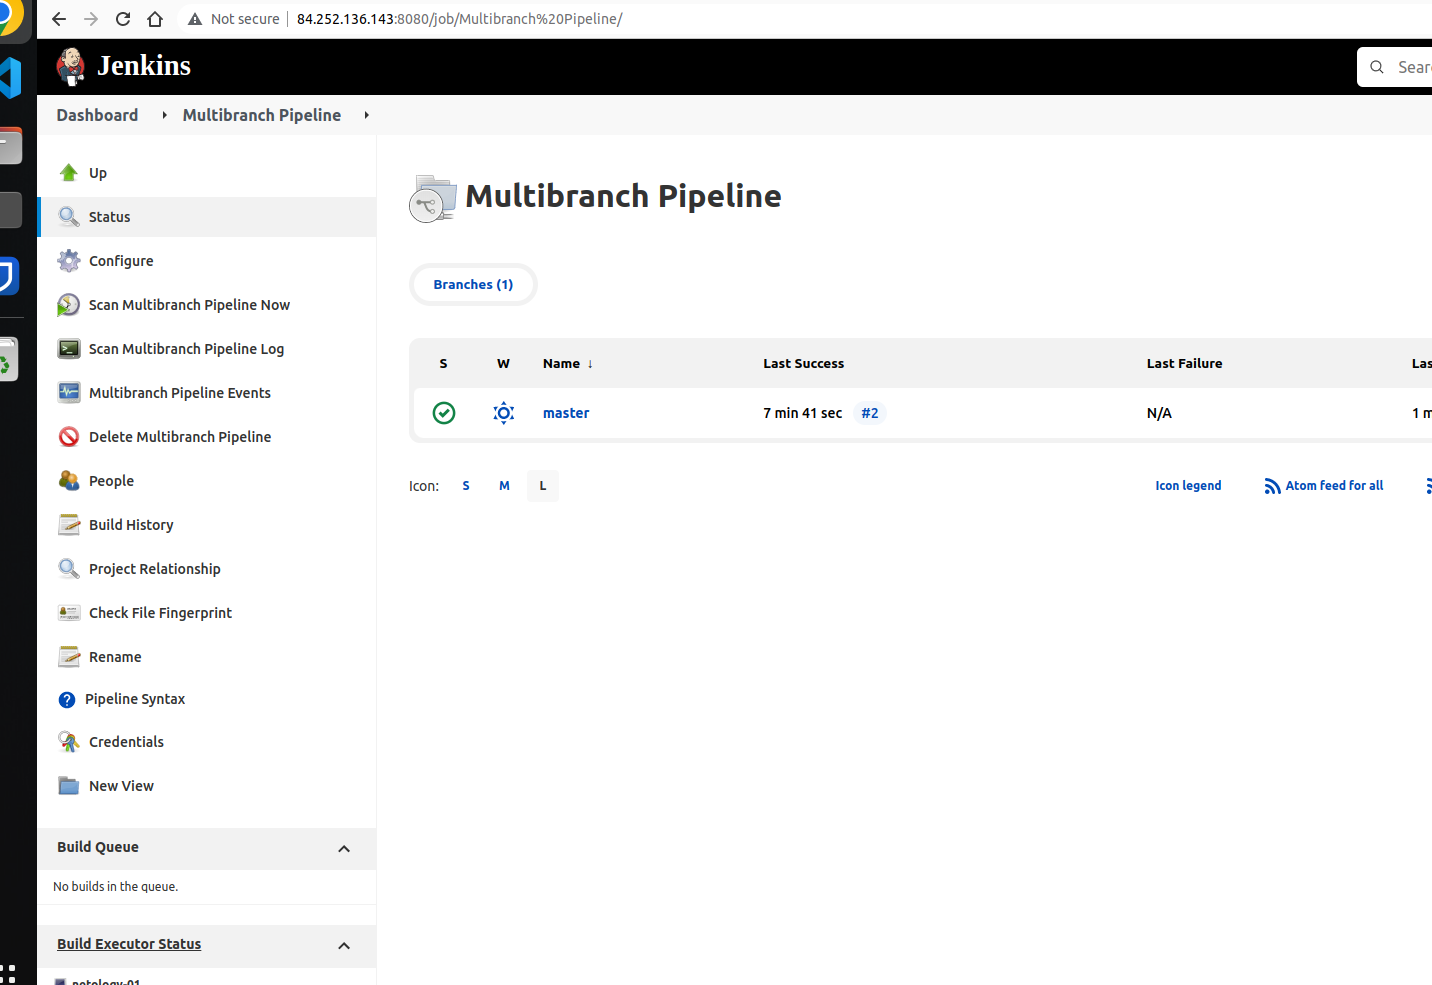 Not secure 84.252.136.143:8080/job/Multibranch%20Pipeline/
Jenkins
Sear
Dashboard Multibranch Pipeline
Up
Status
Configure
Scan Multibranch Pipeline Now
Scan Multibranch Pipeline Log
Multibranch Pipeline Events
Delete Multibranch Pipeline
People
Build History
Project Relationship
Check File Fingerprint
Rename
Pipeline Syntax
Credentials
New View
Build Queue
No builds in the queue.
Build Executor Status
netology-01
Multibranch Pipeline
Branches (1)
S W Name ↓ Last Success Last Failure Las
master 7 min 41 sec #2 N/A 1 m
Icon: S M L Icon legend Atom feed for all